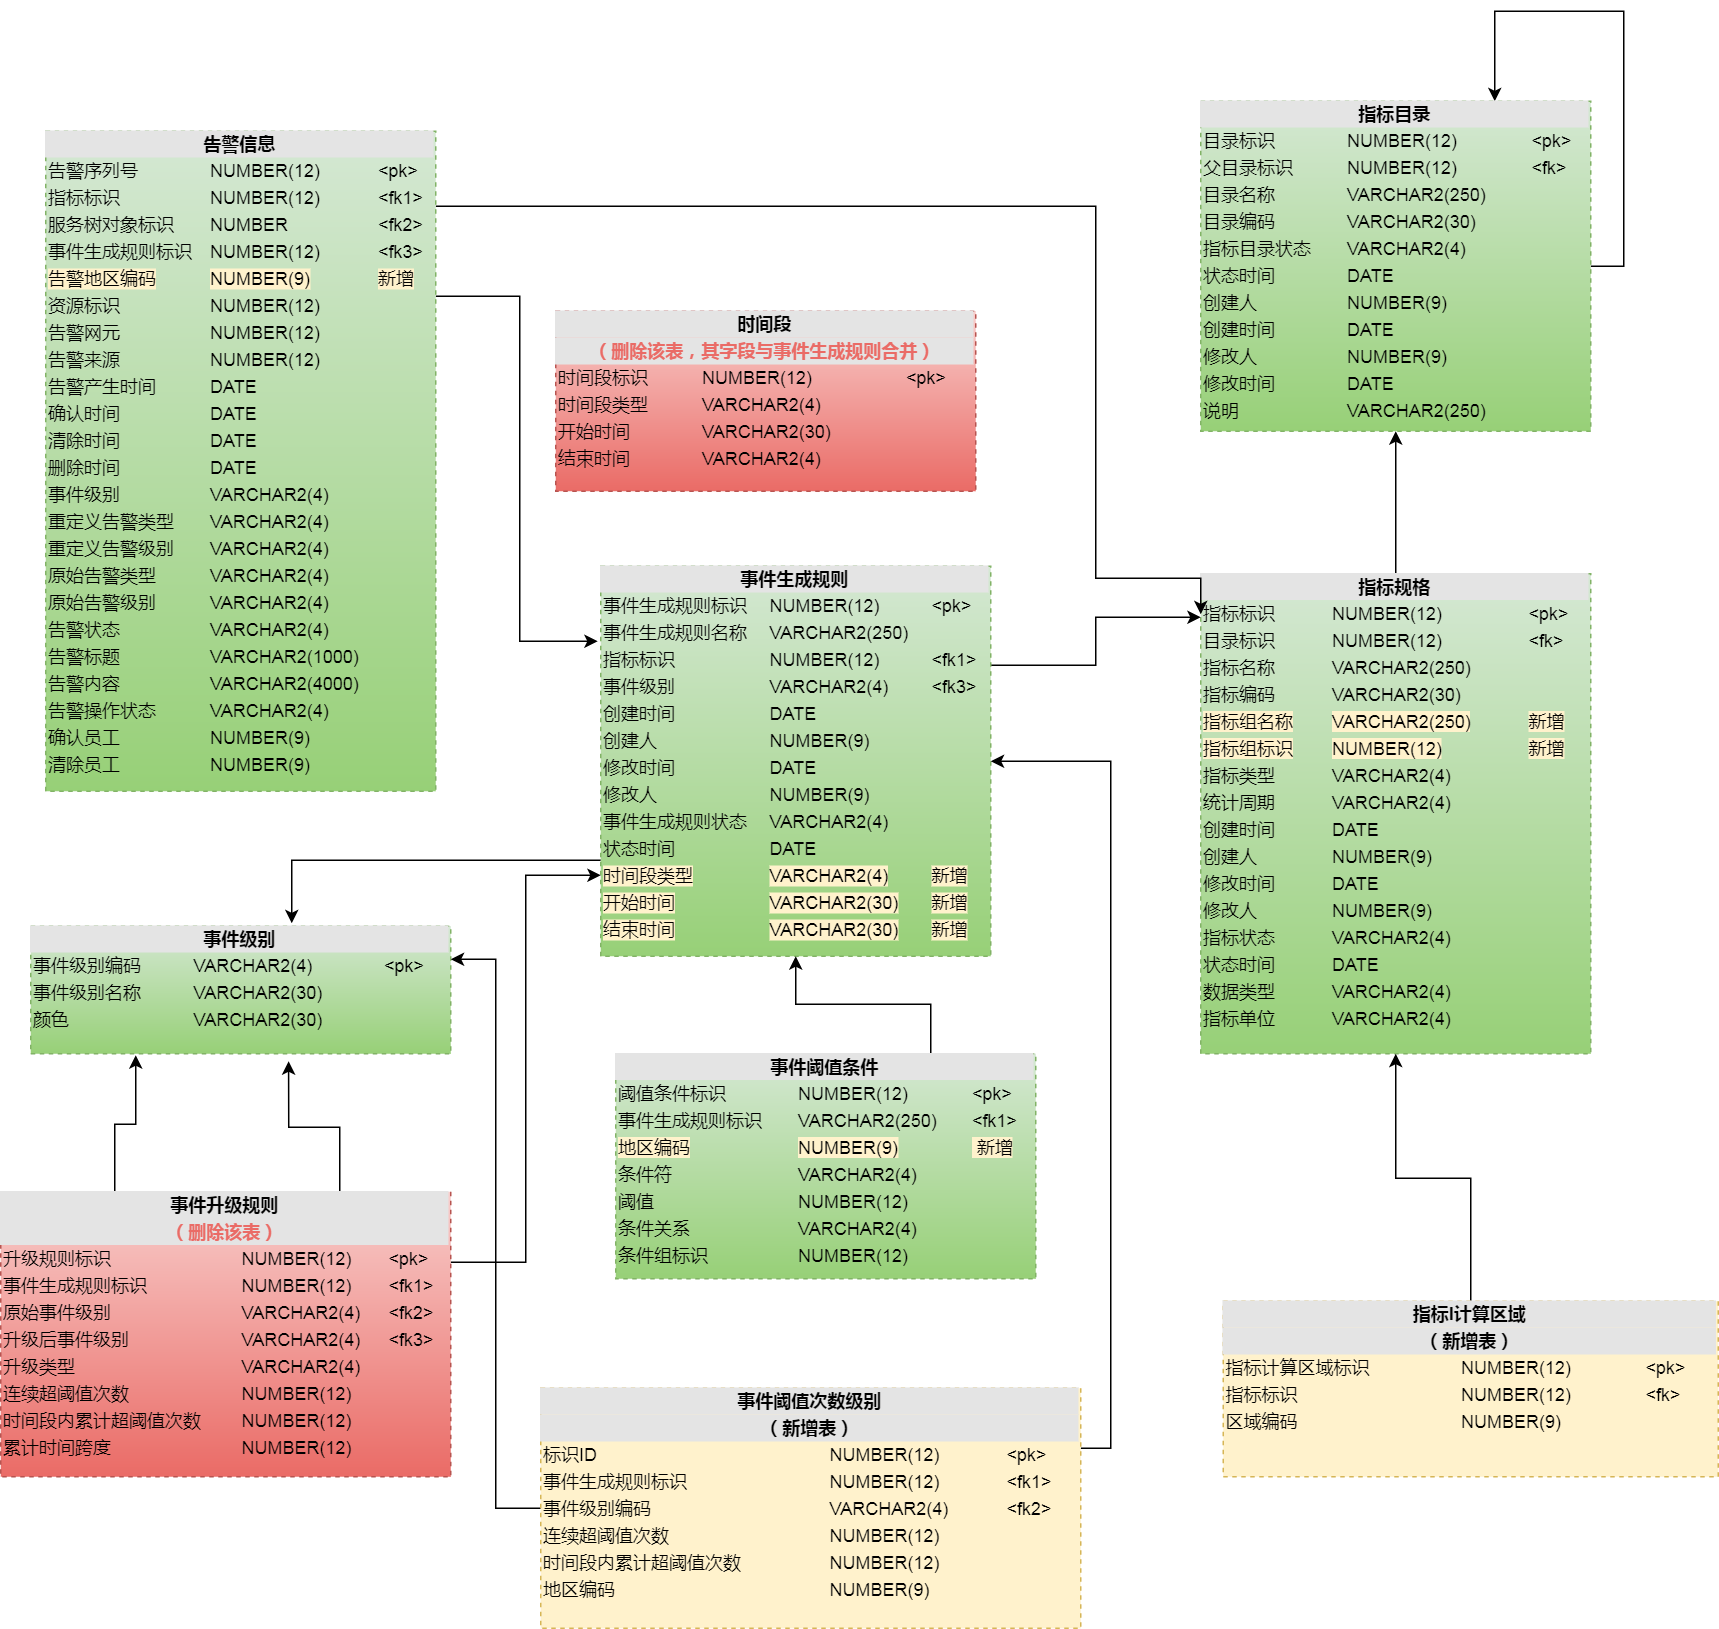 指标目录
目录标识 NUMBER(12) <pk>
父目录标识 NUMBER(12) <fk>
目录名称 VARCHAR2(250)
目录编码 VARCHAR2(30)
指标目录状态 VARCHAR2(4)
状态时间 DATE
创建人 NUMBER(9)
创建时间 DATE
修改人 NUMBER(9)
修改时间 DATE
说明 VARCHAR2(250)
告警信息
告警序列号 NUMBER(12) <pk>
指标标识 NUMBER(12) <fk1>
服务树对象标识 NUMBER <fk2>
事件生成规则标识 NUMBER(12) <fk3>
告警地区编码 NUMBER(9) 新增
资源标识 NUMBER(12)
告警网元 NUMBER(12)
告警来源 NUMBER(12)
告警产生时间 DATE
确认时间 DATE
清除时间 DATE
删除时间 DATE
事件级别 VARCHAR2(4)
重定义告警类型 VARCHAR2(4)
重定义告警级别 VARCHAR2(4)
原始告警类型 VARCHAR2(4)
原始告警级别 VARCHAR2(4)
告警状态 VARCHAR2(4)
告警标题 VARCHAR2(1000)
告警内容 VARCHAR2(4000)
告警操作状态 VARCHAR2(4)
确认员工 NUMBER(9)
清除员工 NUMBER(9)
时间段
（删除该表，其字段与事件生成规则合并）
时间段标识 NUMBER(12) <pk>
时间段类型 VARCHAR2(4)
开始时间 VARCHAR2(30)
结束时间 VARCHAR2(4)
事件生成规则
事件生成规则标识 NUMBER(12) <pk>
事件生成规则名称 VARCHAR2(250)
指标标识 NUMBER(12) <fk1>
事件级别 VARCHAR2(4) <fk3>
创建时间 DATE
创建人 NUMBER(9)
修改时间 DATE
修改人 NUMBER(9)
事件生成规则状态 VARCHAR2(4)
状态时间 DATE
时间段类型 VARCHAR2(4) 新增
开始时间 VARCHAR2(30) 新增
结束时间 VARCHAR2(30) 新增
指标规格
指标标识 NUMBER(12) <pk>
目录标识 NUMBER(12) <fk>
指标名称 VARCHAR2(250)
指标编码 VARCHAR2(30)
指标组名称 VARCHAR2(250) 新增
指标组标识 NUMBER(12) 新增
指标类型 VARCHAR2(4)
统计周期 VARCHAR2(4)
创建时间 DATE
创建人 NUMBER(9)
修改时间 DATE
修改人 NUMBER(9)
指标状态 VARCHAR2(4)
状态时间 DATE
数据类型 VARCHAR2(4)
指标单位 VARCHAR2(4)
事件级别
事件级别编码 VARCHAR2(4) <pk>
事件级别名称 VARCHAR2(30)
颜色 VARCHAR2(30)
事件阈值条件
阈值条件标识 NUMBER(12) <pk>
事件生成规则标识 VARCHAR2(250) <fk1>
地区编码 NUMBER(9) 新增
条件符 VARCHAR2(4)
阈值 NUMBER(12)
条件关系 VARCHAR2(4)
条件组标识 NUMBER(12)
事件升级规则
（删除该表）
升级规则标识 NUMBER(12) <pk>
事件生成规则标识 NUMBER(12) <fk1>
原始事件级别 VARCHAR2(4) <fk2>
升级后事件级别 VARCHAR2(4) <fk3>
升级类型 VARCHAR2(4)
连续超阈值次数 NUMBER(12)
时间段内累计超阈值次数 NUMBER(12)
累计时间跨度 NUMBER(12)
指标l计算区域
（新增表）
指标计算区域标识 NUMBER(12) <pk>
指标标识 NUMBER(12) <fk>
区域编码 NUMBER(9)
事件阈值次数级别
（新增表）
标识ID NUMBER(12) <pk>
事件生成规则标识 NUMBER(12) <fk1>
事件级别编码 VARCHAR2(4) <fk2>
连续超阈值次数 NUMBER(12)
时间段内累计超阈值次数 NUMBER(12)
地区编码 NUMBER(9)